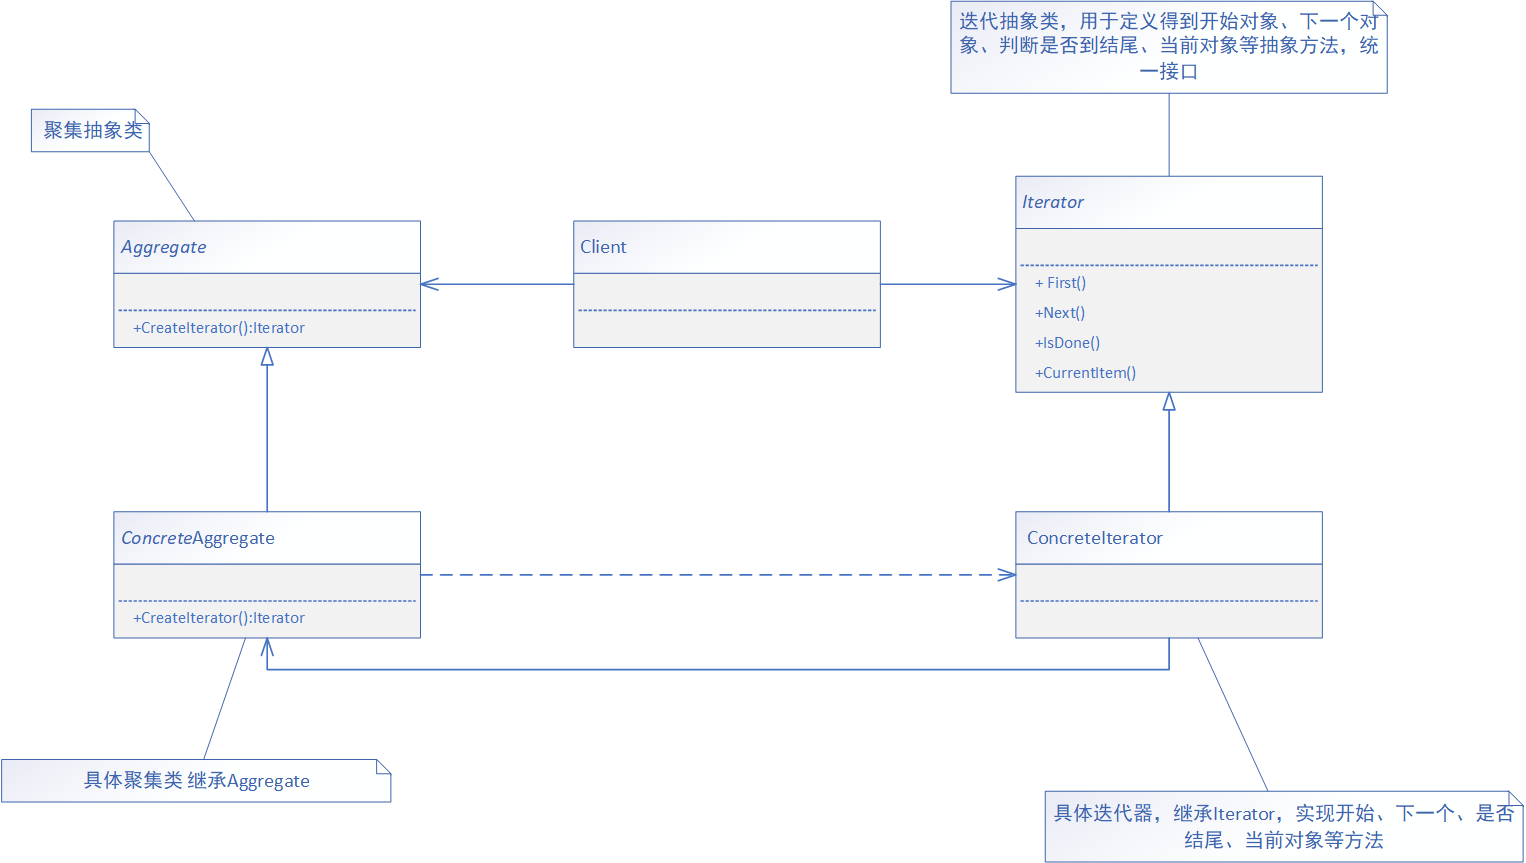 迭代抽象类，用于定义得到开始对象、下一个对
象、判断是否到结尾、当前对象等抽象方法，统
一接口
聚集抽象类
Iterator
Aggregate
Client
+ First()
+Next()
+IsDone()
+CurrentItem()
+CreateIterator():Iterator
ConcreteAggregate
ConcreteIterator
+CreateIterator():Iterator
具体聚集类 继承Aggregate
具体迭代器，继承Iterator，实现开始、下一个、是否
结尾、当前对象等方法